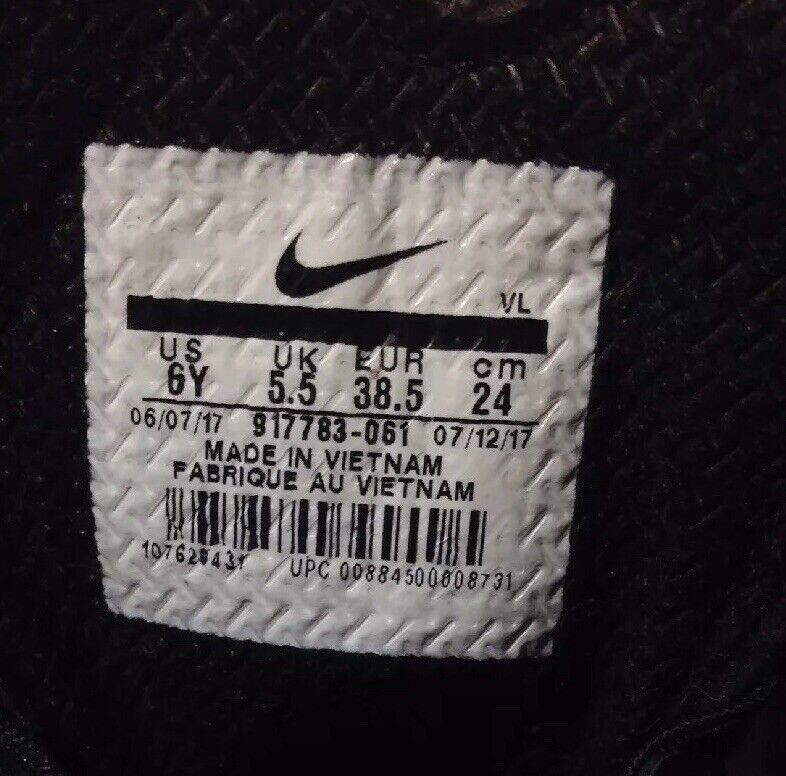 VL
US UK EUR cm
6Y 5.5 38.5 24
06/07/17 917783-061 07/12/17
MADE IN VIETNAM
FABRIQUE AU VIETNAM
107628431 UPC 00884500808731